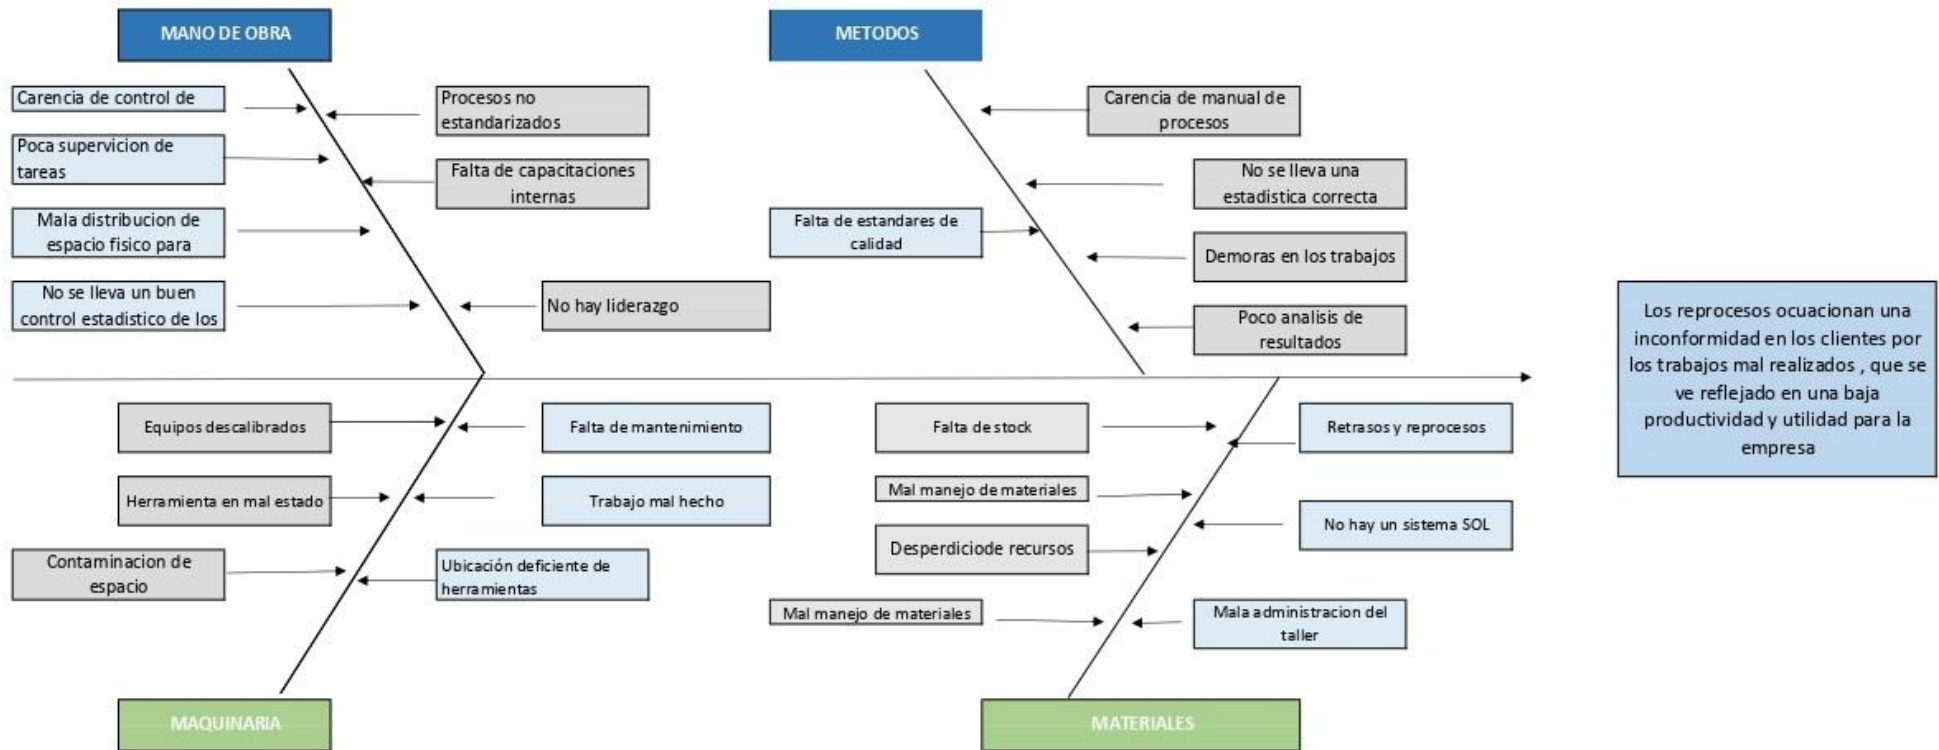 MANO DE OBRA
Carencia de control de
Poca supervicion de
tareas
Mala distribucion de
espacio fisico para
No se lleva un buen
control estadistico de los
Procesos no
estandarizados
Falta de capacitaciones
internas
No hay liderazgo
METODOS
Falta de estandares de
calidad
Carencia de manual de
procesos
No se lleva una
estadistica correcta
Demoras en los trabajos
Poco analisis de
resultados
Los reprocesos ocuacionan una
inconformidad en los clientes por
los trabajos mal realizados , que se
ve reflejado en una baja
productividad y utilidad para la
empresa
Equipos descalibrados
Herramienta en mal estado
Contaminacion de
espacio
Falta de mantenimiento
Trabajo mal hecho
Ubicación deficiente de
herramientas
MAQUINARIA
Falta de stock
Mal manejo de materiales
Desperdiciode recursos
Mal manejo de materiales
Retrasos y reprocesos
No hay un sistema SOL
Mala administracion del
taller
MATERIALES